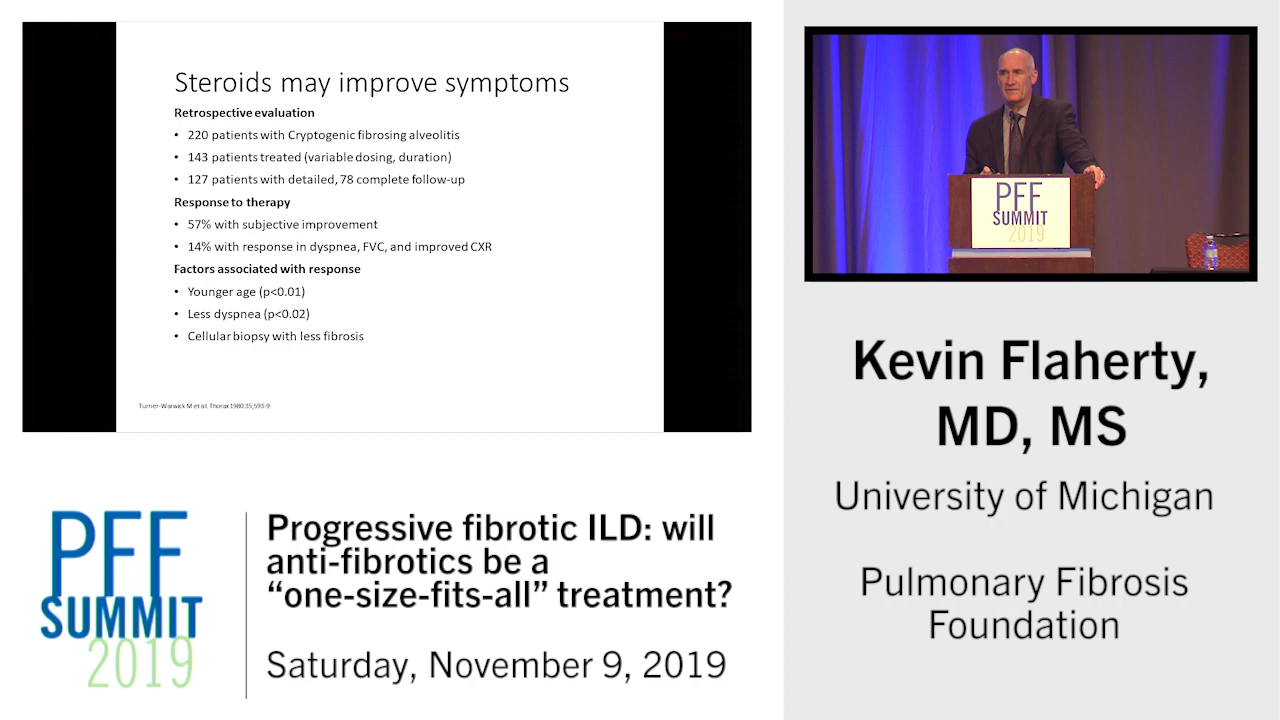 Steroids may improve symptoms
Retrospective evaluation
• 220 patients with Cryptogenic fibrosing alveolitis
• 143 patients treated (variable dosing, duration)
• 127 patients with detailed, 78 complete follow-up
Response to therapy
• 57% with subjective improvement
• 14% with response in dyspnea, FVC, and improved CXR
Factors associated with response
• Younger age (p<0.01)
• Less dyspnea (p<0.02)
• Cellular biopsy with less fibrosis
Turner-Warwick M et al. Thorax 1980;35;593-9.
PFF
SUMMIT
2019
Kevin Flaherty,
MD, MS
University of Michigan
Pulmonary Fibrosis
Foundation
PFF
SUMMIT
2019
Progressive fibrotic ILD: will
anti-fibrotics be a
“one-size-fits-all” treatment?
Saturday, November 9, 2019